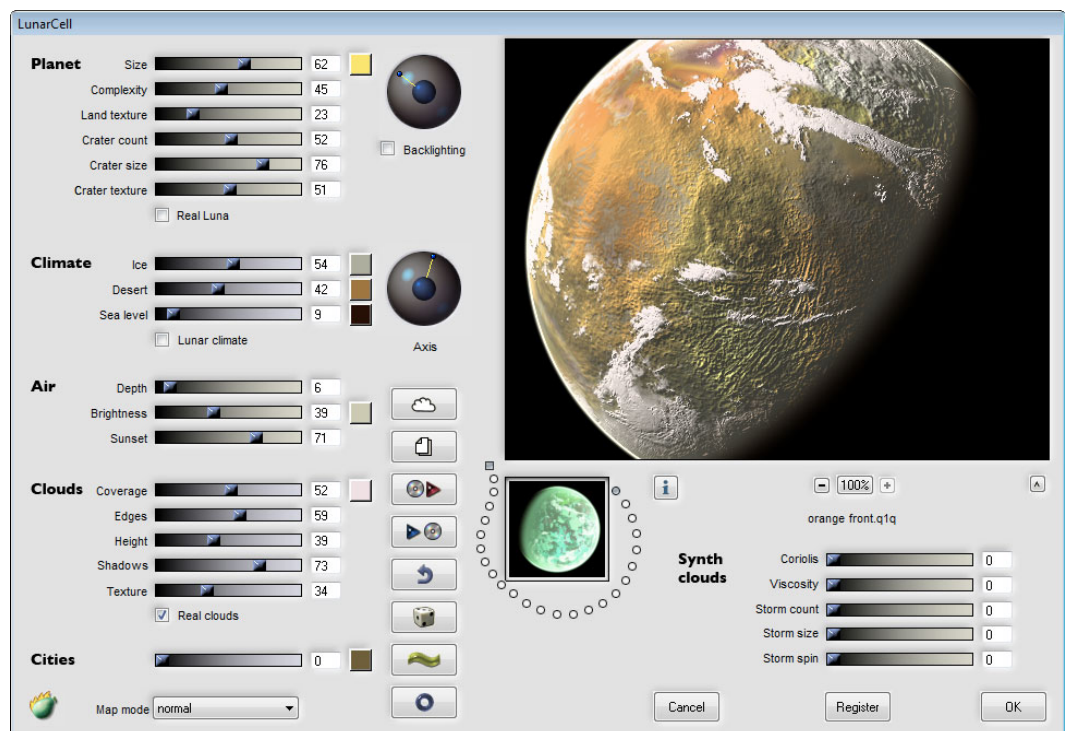 LunarCell
Planet
Size 62
Complexity 45
Land texture 23
Crater count 52
Crater size 76
Crater texture 51
Real Luna
Backlighting
Climate
Ice 54
Desert 42
Sea level 9
Lunar climate
Axis
Air
Depth 6
Brightness 39
Sunset 71
Clouds
Coverage 52
Edges 59
Height 39
Shadows 73
Texture 34
Real clouds
Cities 0
Map mode normal
i
100%
orange front.q1q
Synth
clouds
Coriolis 0
Viscosity 0
Storm count 0
Storm size 0
Storm spin 0
Cancel
Register
OK